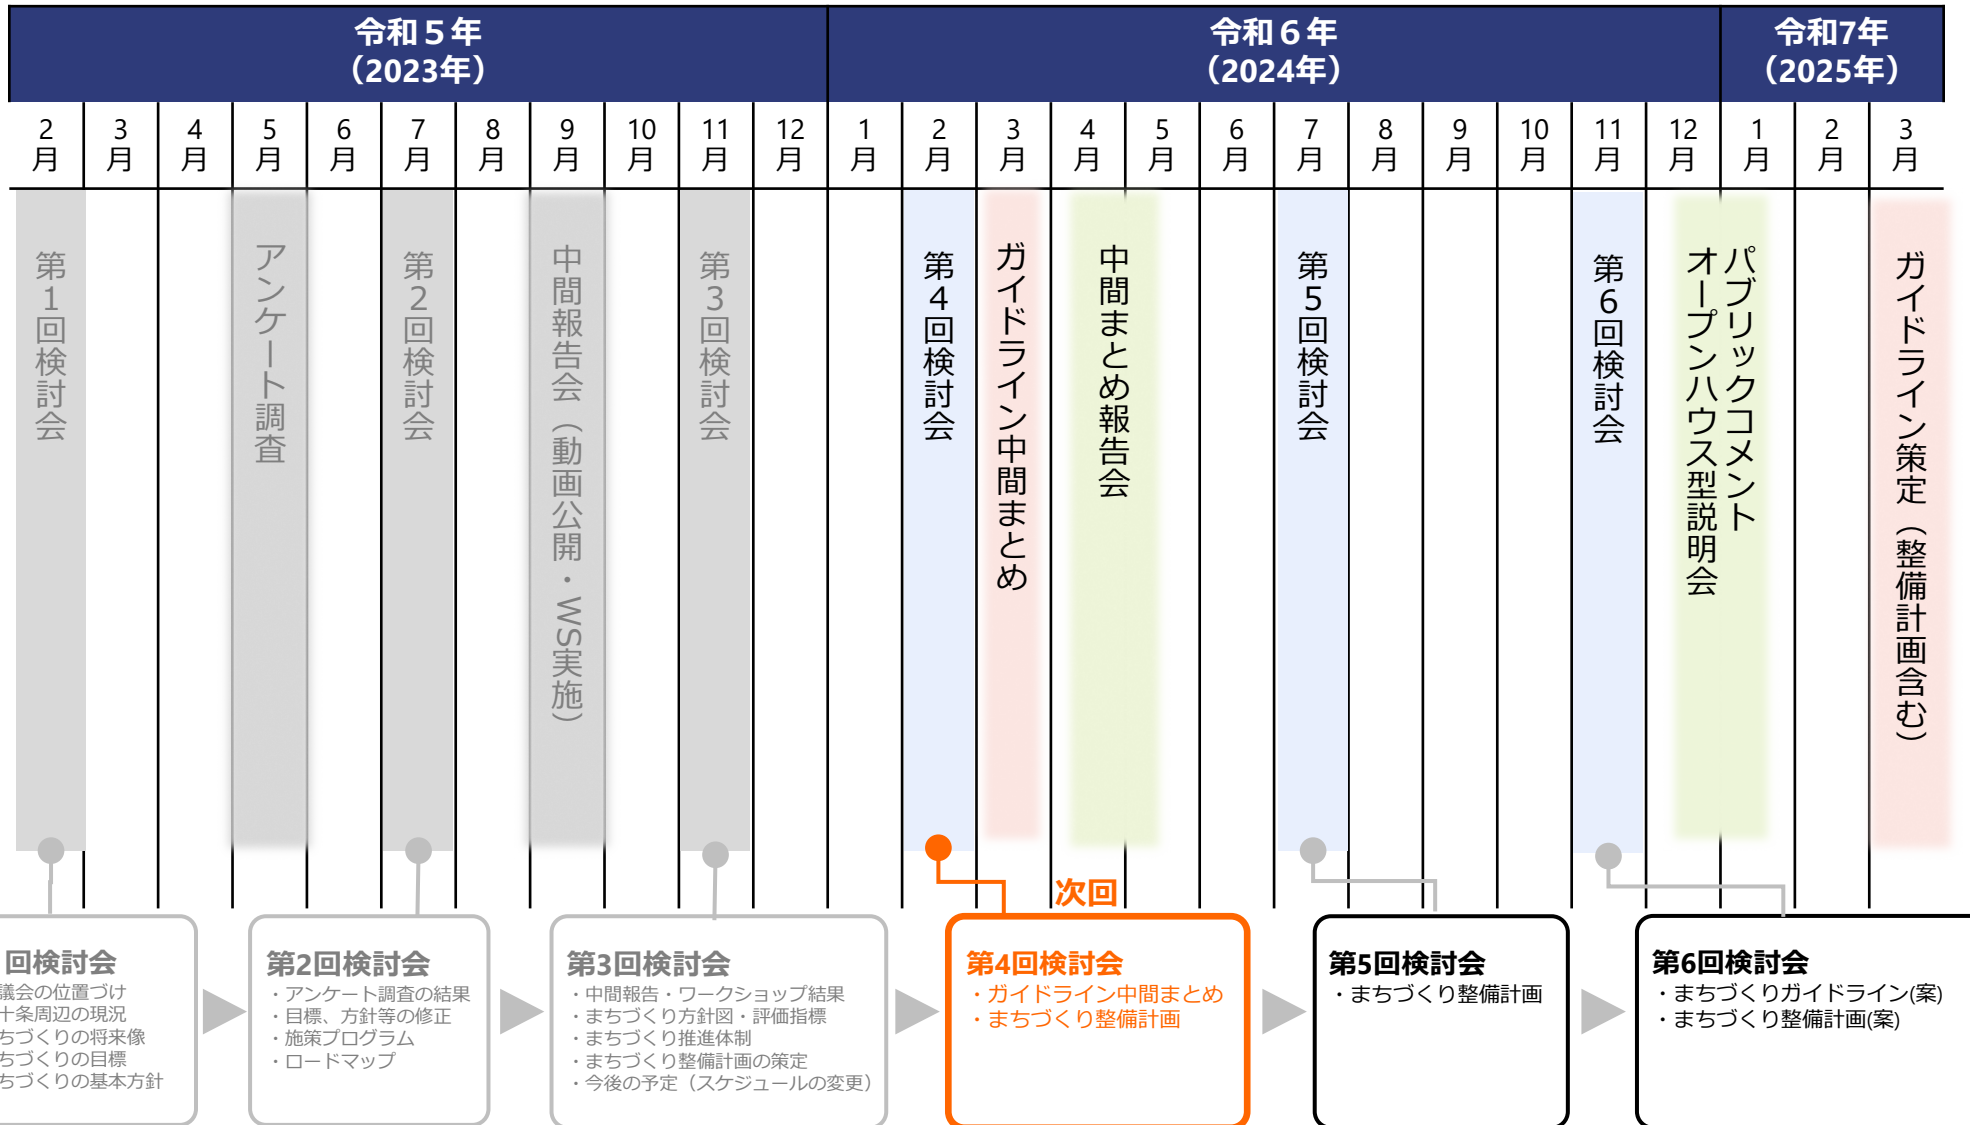 令和５年
（2023年）
令和６年
（2024年）
令和7年
（2025年）
2月
3月
4月
5月
6月
7月
8月
9月
10月
11月
12月
1月
2月
3月
4月
5月
6月
7月
8月
9月
10月
11月
12月
1月
2月
3月
第1回検討会
アンケート調査
第2回検討会
中間報告会（動画公開・WS実施）
第3回検討会
第4回検討会
ガイドライン中間まとめ
中間まとめ報告会
第5回検討会
第6回検討会
パブリックコメント
オープンハウス型説明会
ガイドライン策定（整備計画含む）
次回
回検討会
議会の位置づけ
十条周辺の現況
ちづくりの将来像
ちづくりの目標
ちづくりの基本方針
第2回検討会
・アンケート調査の結果
・目標、方針等の修正
・施策プログラム
・ロードマップ
第3回検討会
・中間報告・ワークショップ結果
・まちづくり方針図・評価指標
・まちづくり推進体制
・まちづくり整備計画の策定
・今後の予定（スケジュールの変更）
第4回検討会
・ガイドライン中間まとめ
・まちづくり整備計画
第5回検討会
・まちづくり整備計画
第6回検討会
・まちづくりガイドライン(案)
・まちづくり整備計画(案)